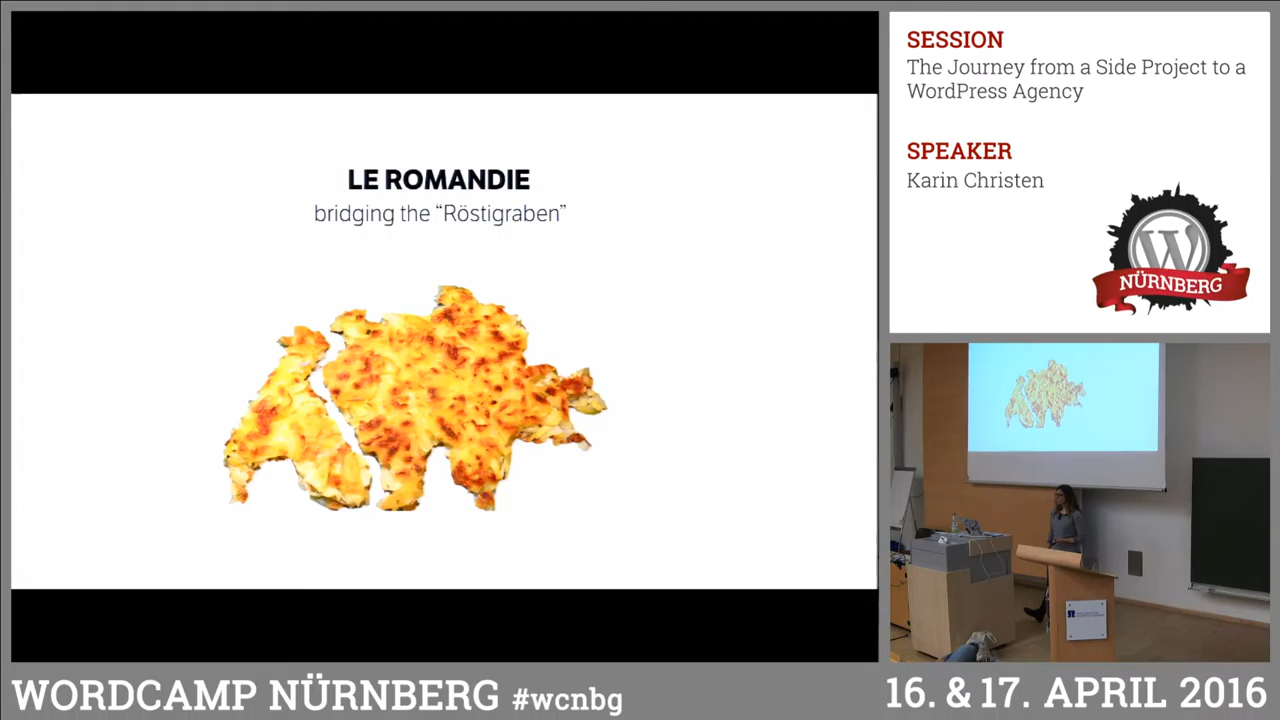 LE ROMANDIE
bridging the “Röstigraben”
SESSION
The Journey from a Side Project to a
WordPress Agency
SPEAKER
Karin Christen
W
NÜRNBERG
WORDCAMP NÜRNBERG #wcnbg
16. & 17. APRIL 2016